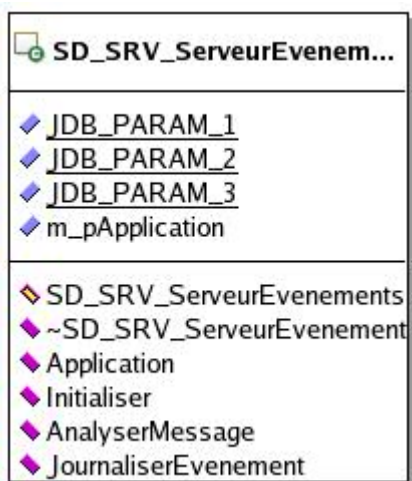 SD_SRV_ServeurEvenem...
JDB_PARAM_1
JDB_PARAM_2
JDB_PARAM_3
m_pApplication
SD_SRV_ServeurEvenements
~SD_SRV_ServeurEvenement
Application
Initialiser
AnalyserMessage
JournaliserEvenement